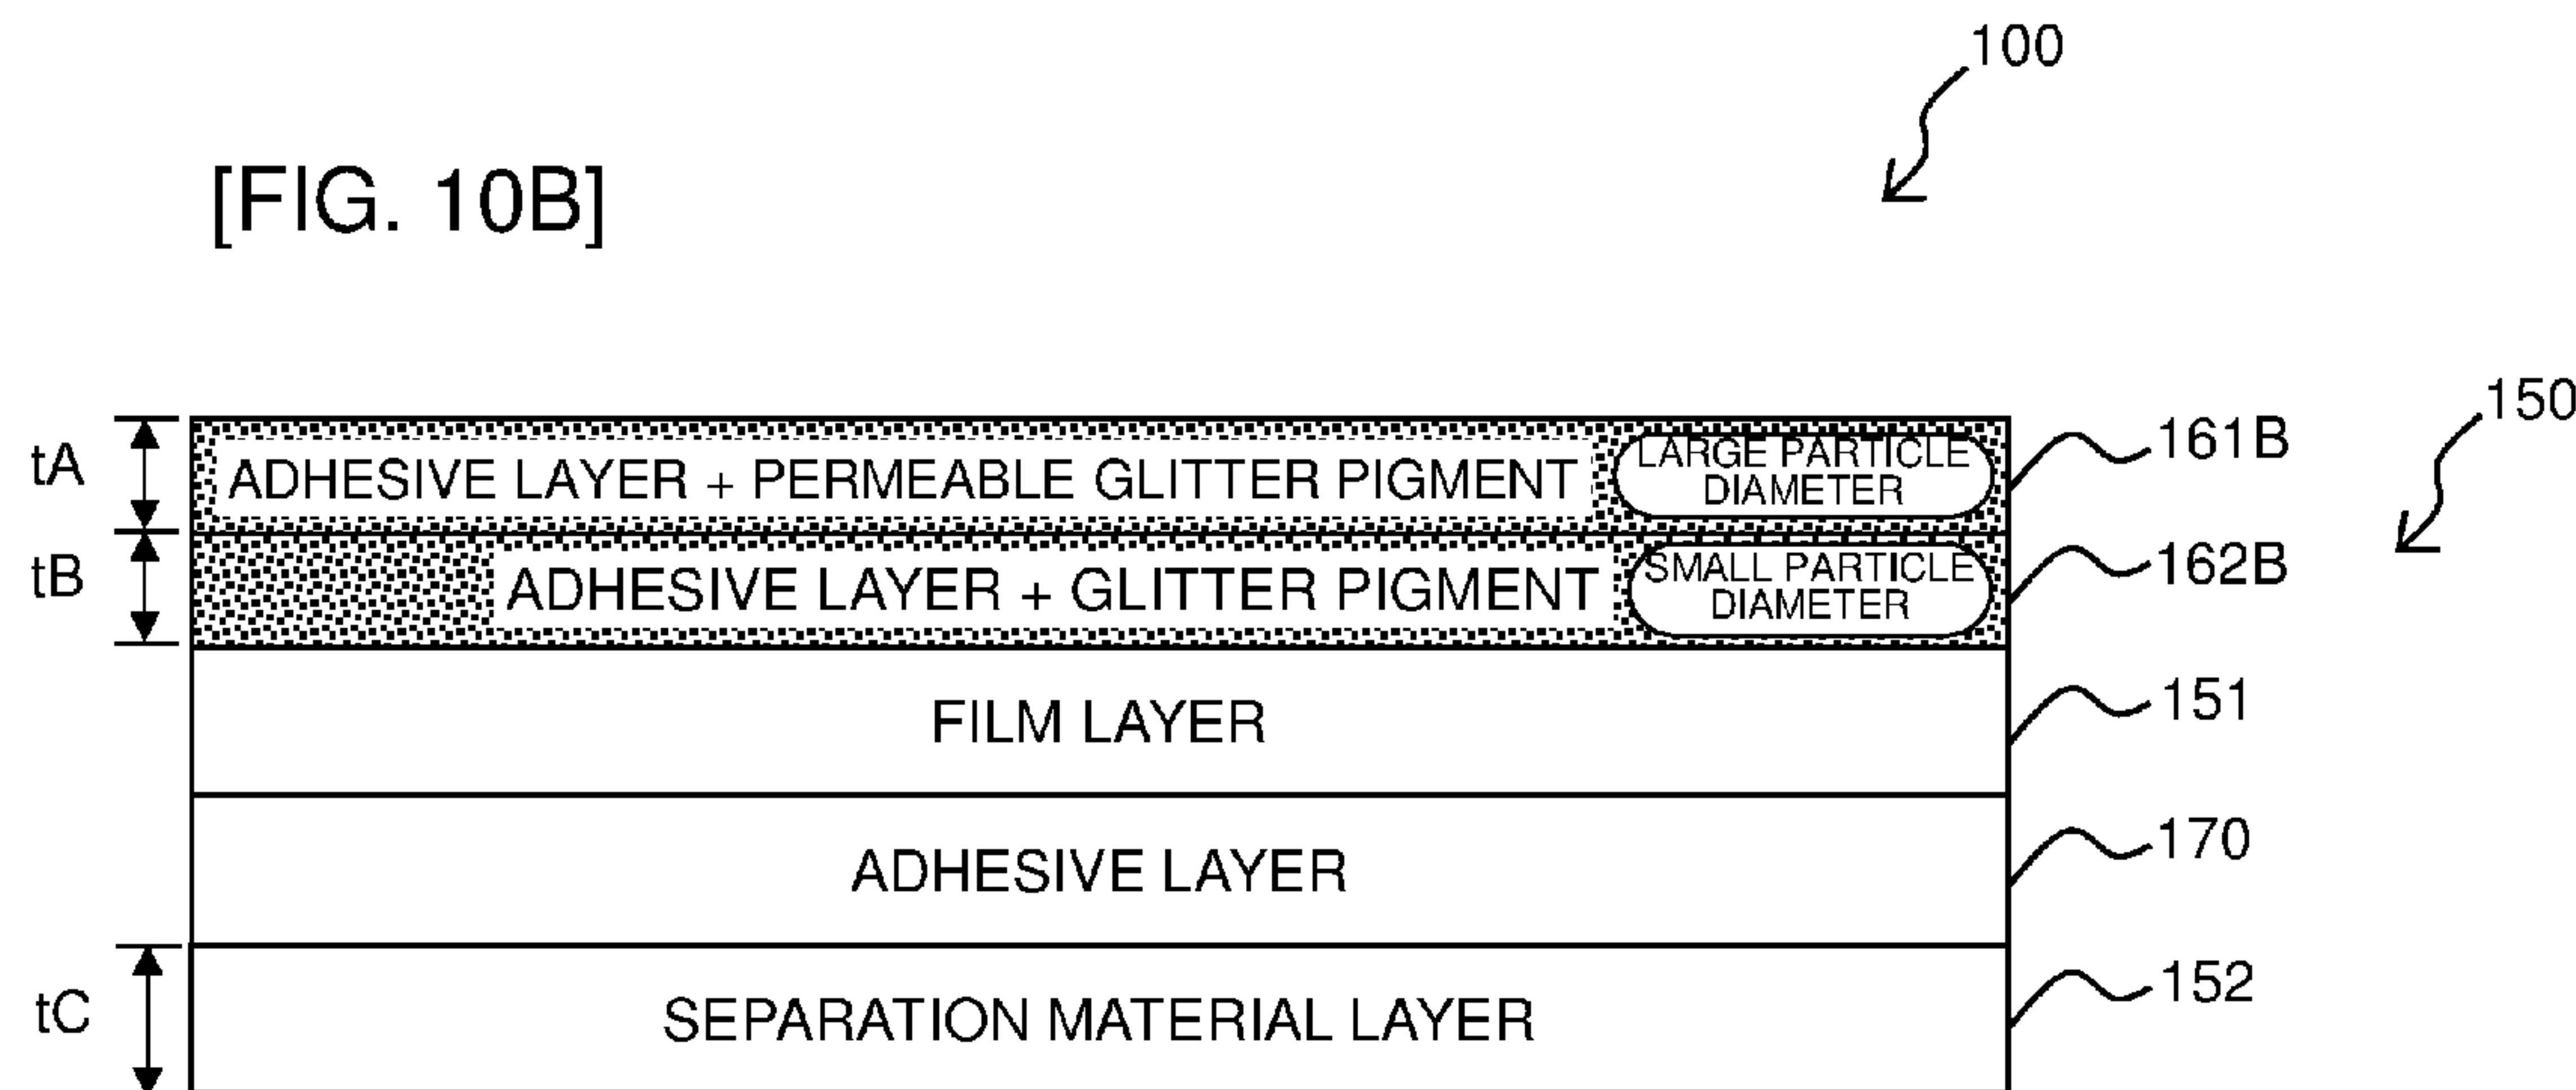 100
[FIG. 10B]
150
tA
ADHESIVE LAYER + PERMEABLE GLITTER PIGMENT
LARGE PARTICLE
DIAMETER
161B
tB
ADHESIVE LAYER + GLITTER PIGMENT
SMALL PARTICLE
DIAMETER
162B
FILM LAYER
151
ADHESIVE LAYER
170
tC
SEPARATION MATERIAL LAYER
152